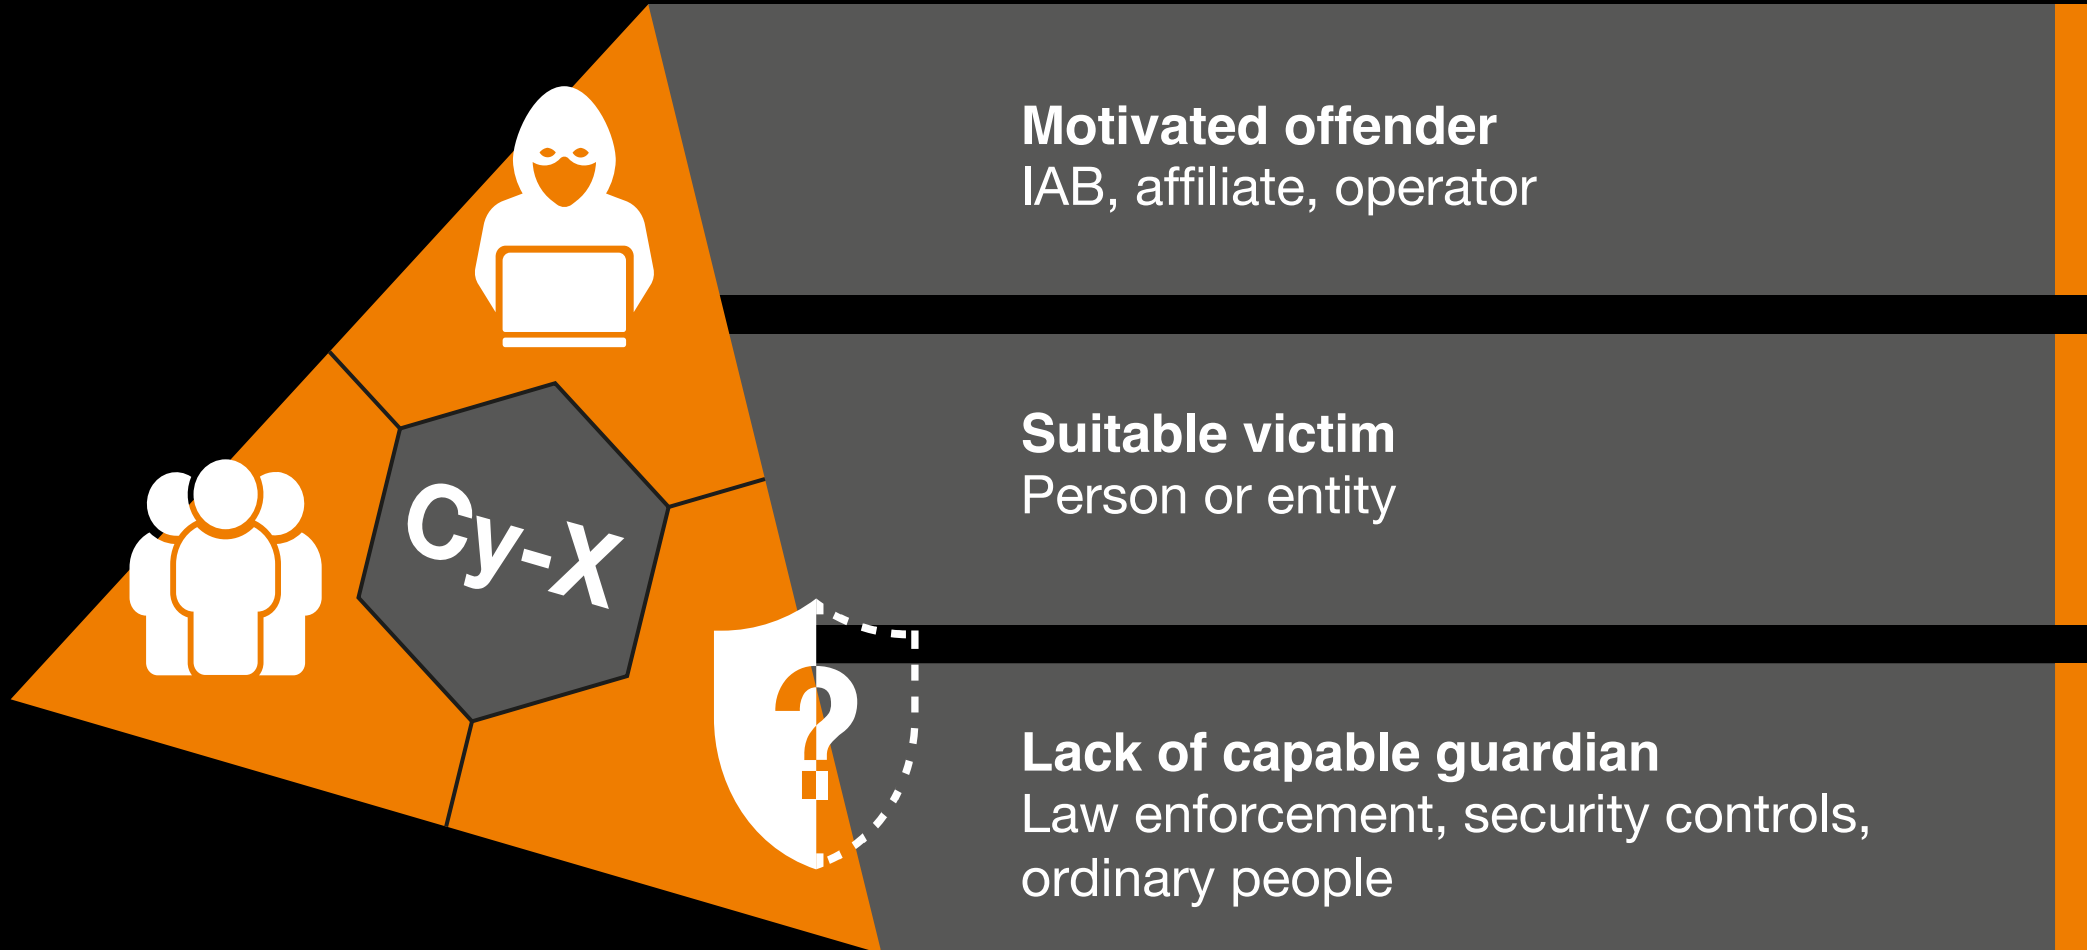 Motivated offender
IAB, affiliate, operator
Cy-X
Suitable victim
Person or entity
?
Lack of capable guardian
Law enforcement, security controls,
ordinary people